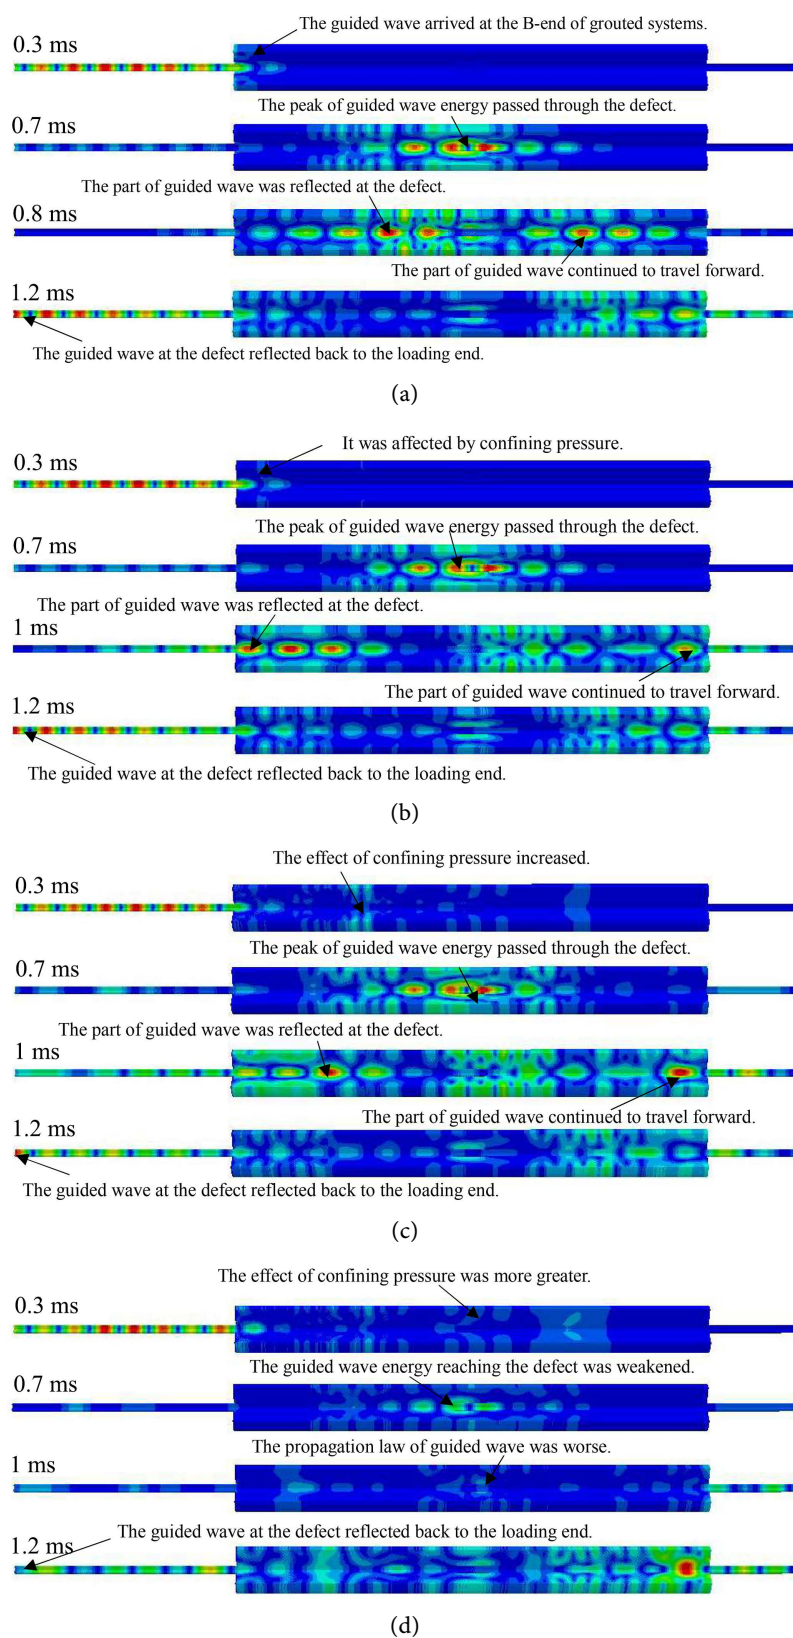 The guided wave arrived at the B-end of grouted systems.
0.3 ms
The peak of guided wave energy passed through the defect.
0.7 ms
The part of guided wave was reflected at the defect.
0.8 ms
The part of guided wave continued to travel forward.
1.2 ms
The guided wave at the defect reflected back to the loading end.
(a)
It was affected by confining pressure.
0.3 ms
The peak of guided wave energy passed through the defect.
0.7 ms
The part of guided wave was reflected at the defect.
1 ms
The part of guided wave continued to travel forward.
1.2 ms
The guided wave at the defect reflected back to the loading end.
(b)
The effect of confining pressure increased.
0.3 ms
The peak of guided wave energy passed through the defect.
0.7 ms
The part of guided wave was reflected at the defect.
1 ms
The part of guided wave continued to travel forward.
1.2 ms
The guided wave at the defect reflected back to the loading end.
(c)
The effect of confining pressure was more greater.
0.3 ms
The guided wave energy reaching the defect was weakened.
0.7 ms
The propagation law of guided wave was worse.
1 ms
The guided wave at the defect reflected back to the loading end.
1.2 ms
(d)